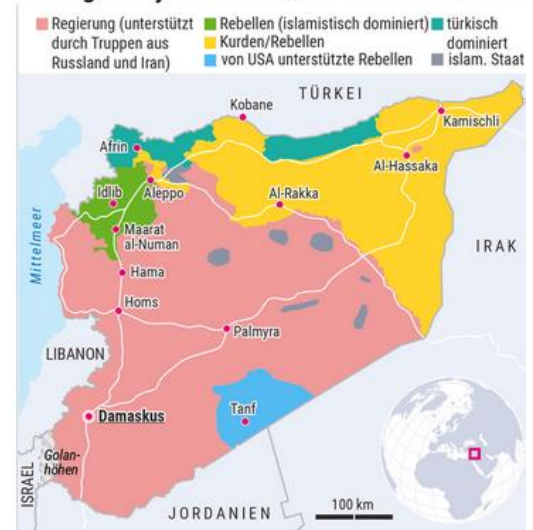 Regierung (unterstützt
durch Truppen aus
Russland und Iran)
Rebellen (islamistisch dominiert)
Kurden/Rebellen
von USA unterstützte Rebellen
türkisch
dominiert
islam. Staat
TÜRKEI
Kobane
Kamischli
Afrin
Al-Hassaka
Idlib
Aleppo
Al-Rakka
Maarat
al-Numan
IRAK
Mittelmeer
Hama
Homs
Palmyra
LIBANON
Tanf
Damaskus
Golan-
höhen
ISRAEL
JORDANIEN
100 km